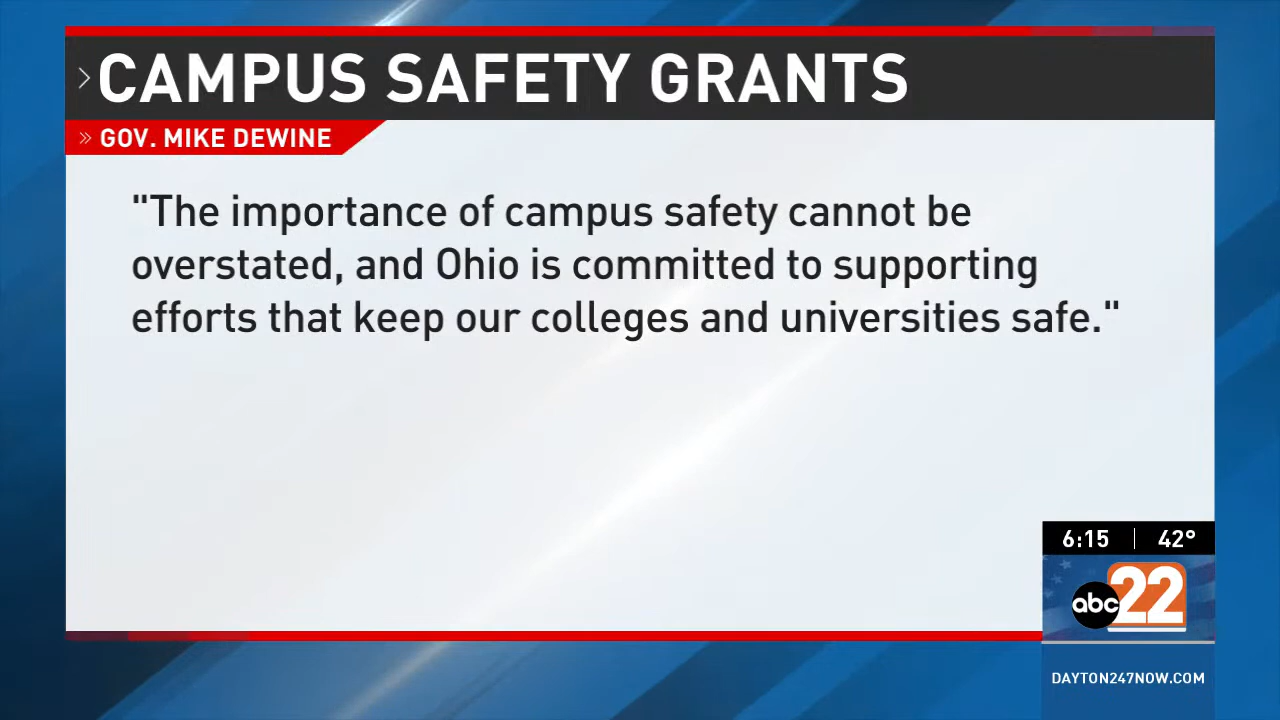 CAMPUS SAFETY GRANTS
GOV. MIKE DEWINE
"The importance of campus safety cannot be
overstated, and Ohio is committed to supporting
efforts that keep our colleges and universities safe."
6:15 | 42°
abc 22
DAYTON247NOW.COM